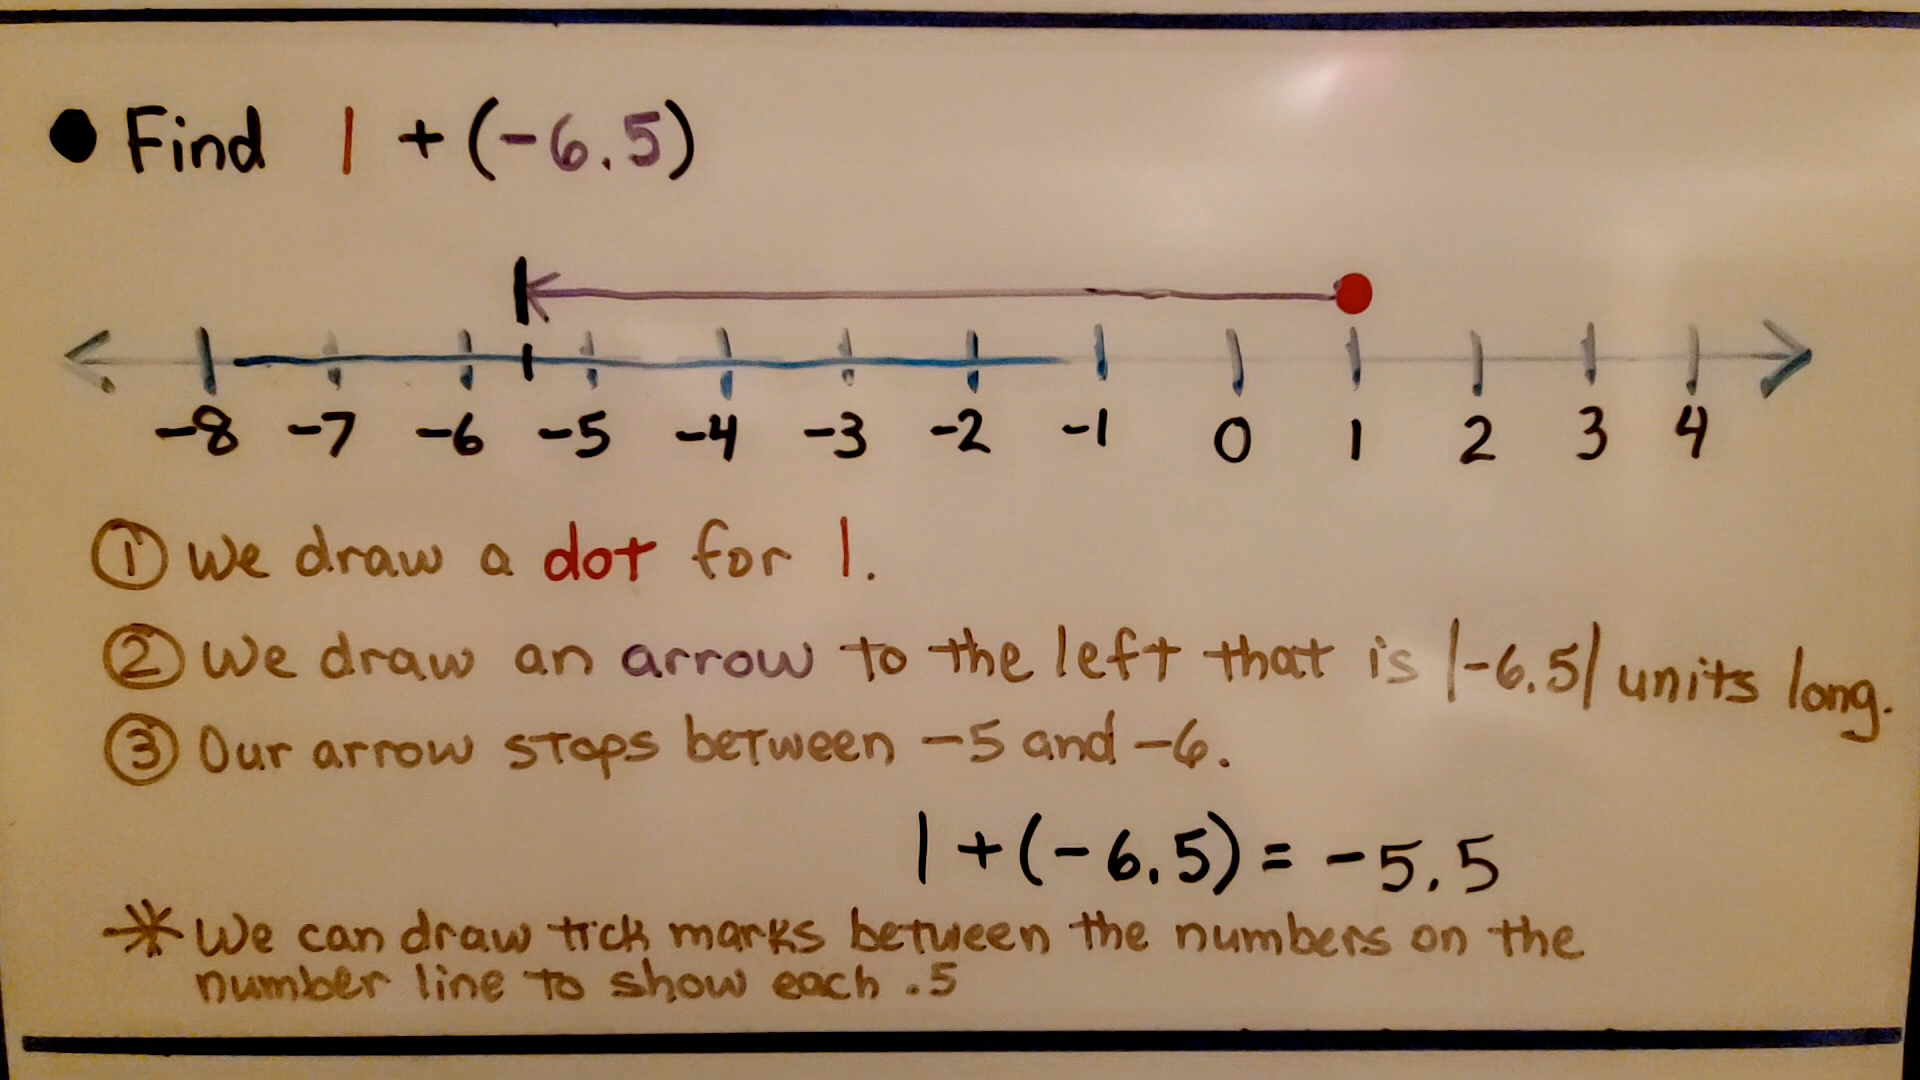 ● Find 1 + (-6.5)
-8 -7 -6 -5 -4 -3 -2 -1 0 1 2 3 4
① We draw a dot for 1.
② We draw an arrow to the left that is |-6.5| units long.
③ Our arrow stops between -5 and -6.
1 + (-6.5) = -5.5
* We can draw tick marks between the numbers on the
number line to show each .5